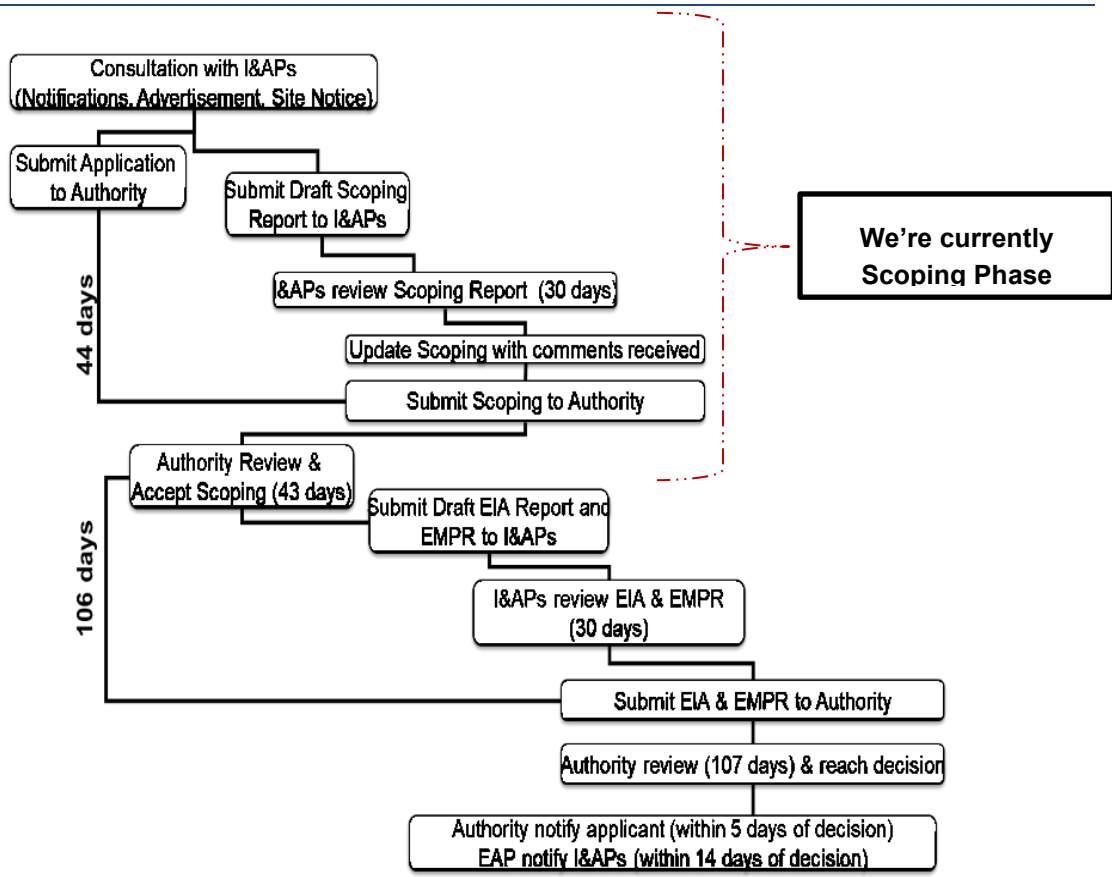 Consultation with I&APs
(Notifications, Advertisement, Site Notice)
Submit Application
to Authority
Submit Draft Scoping
Report to I&APs
We're currently
Scoping Phase
I&APs review Scoping Report (30 days)
44 days
Update Scoping with comments received
Submit Scoping to Authority
Authority Review &
Accept Scoping (43 days)
Submit Draft EIA Report and
EMPR to I&APs
106 days
I&APs review EIA & EMPR
(30 days)
Submit EIA & EMPR to Authority
Authority review (107 days) & reach decision
Authority notify applicant (within 5 days of decision)
EAP notify I&APs (within 14 days of decision)